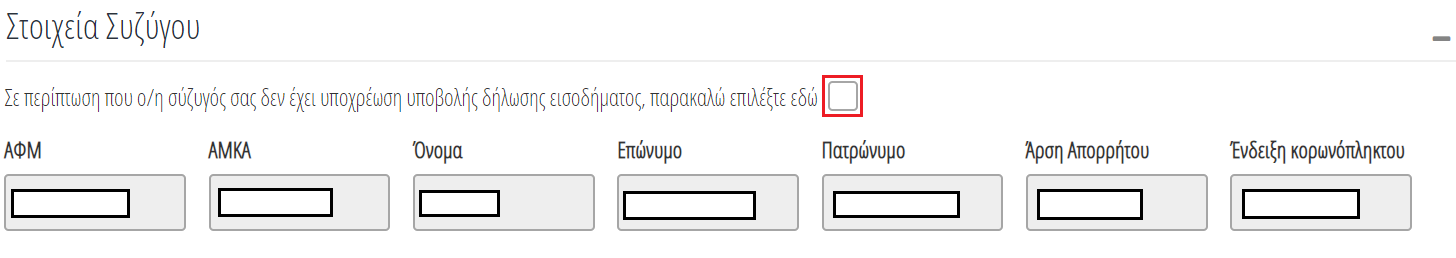 Στοιχεία Συζύγου
Σε περίπτωση που ο/η σύζυγός σας δεν έχει υποχρέωση υποβολής δήλωσης εισοδήματος, παρακαλώ επιλέξτε εδώ
ΑΦΜ ΑΜΚΑ Όνομα Επώνυμο Πατρώνυμο Άρση Απορρήτου Ένδειξη κορωνόπληκτου